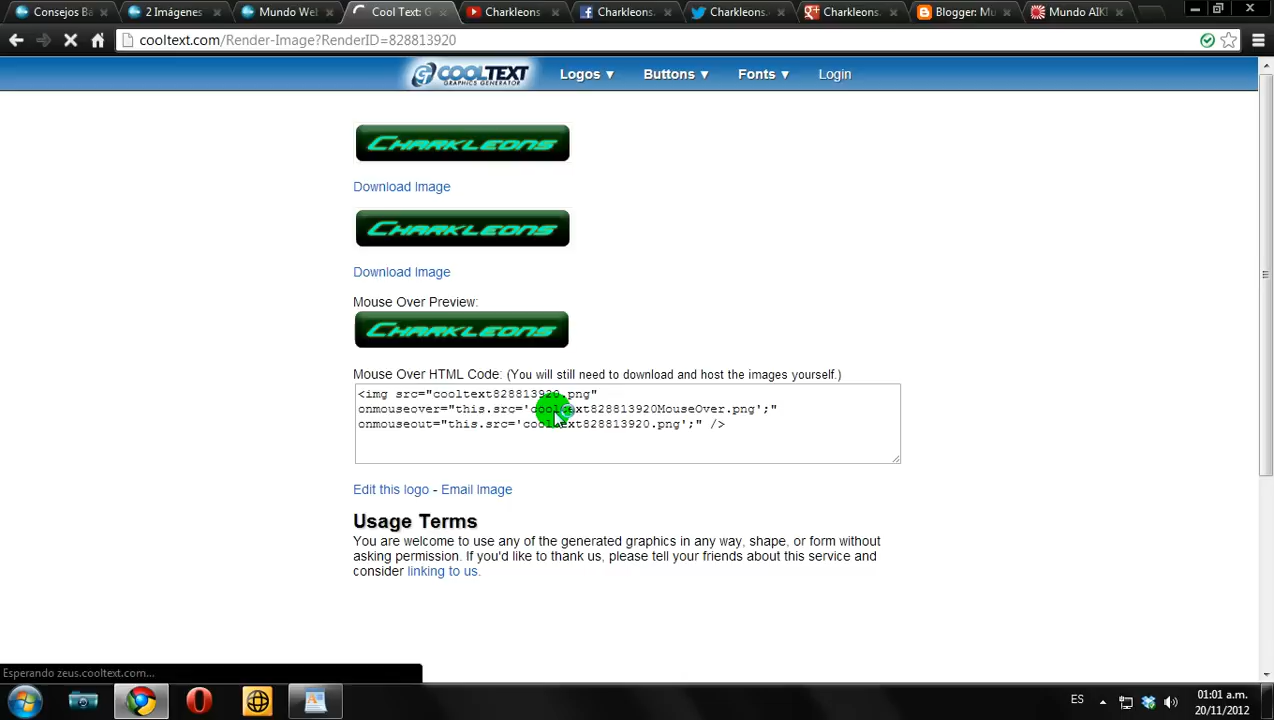 Consejos Bá
2 Imágenes
Mundo Wel
Cool Text: G
Charkleons
Charkleons.
Charkleons.
Charkleons.
Blogger: Mu
Mundo AIK
cooltext.com/Render-Image?RenderID=828813920
COOLTEXT
GRAPHICS GENERATOR
Logos ▼
Buttons ▼
Fonts ▼
Login
Charkleons
Download Image
Charkleons
Download Image
Mouse Over Preview:
Charkleons
Mouse Over HTML Code: (You will still need to download and host the images yourself.)
<img src="cooltext828813920.png"
onmouseover="this.src='cooltext828813920MouseOver.png';"
onmouseout="this.src='cooltext828813920.png';" />
Edit this logo - Email Image
Usage Terms
You are welcome to use any of the generated graphics in any way, shape, or form without
asking permission. If you'd like to thank us, please tell your friends about this service and
consider linking to us.
Esperando zeus.cooltext.com...
ES
01:01 a.m.
20/11/2012